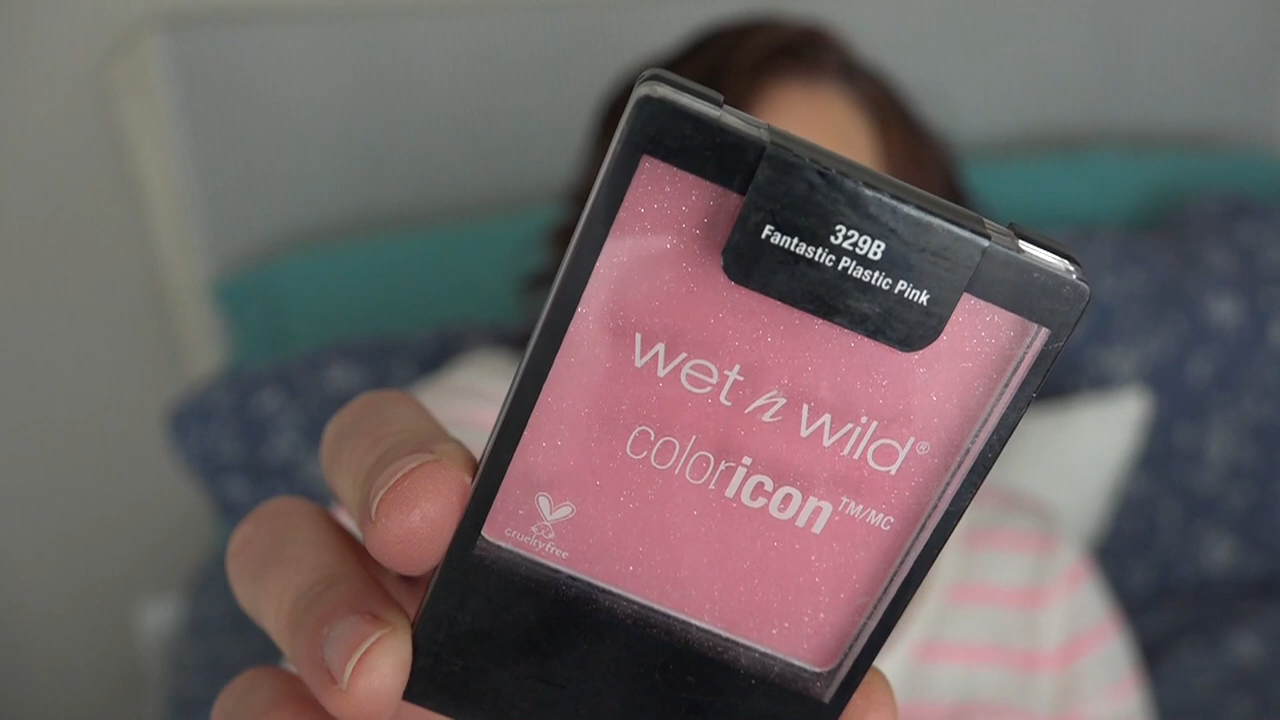 329B
Fantastic Plastic Pink
wet n wild®
coloricon™/MC
cruelty free